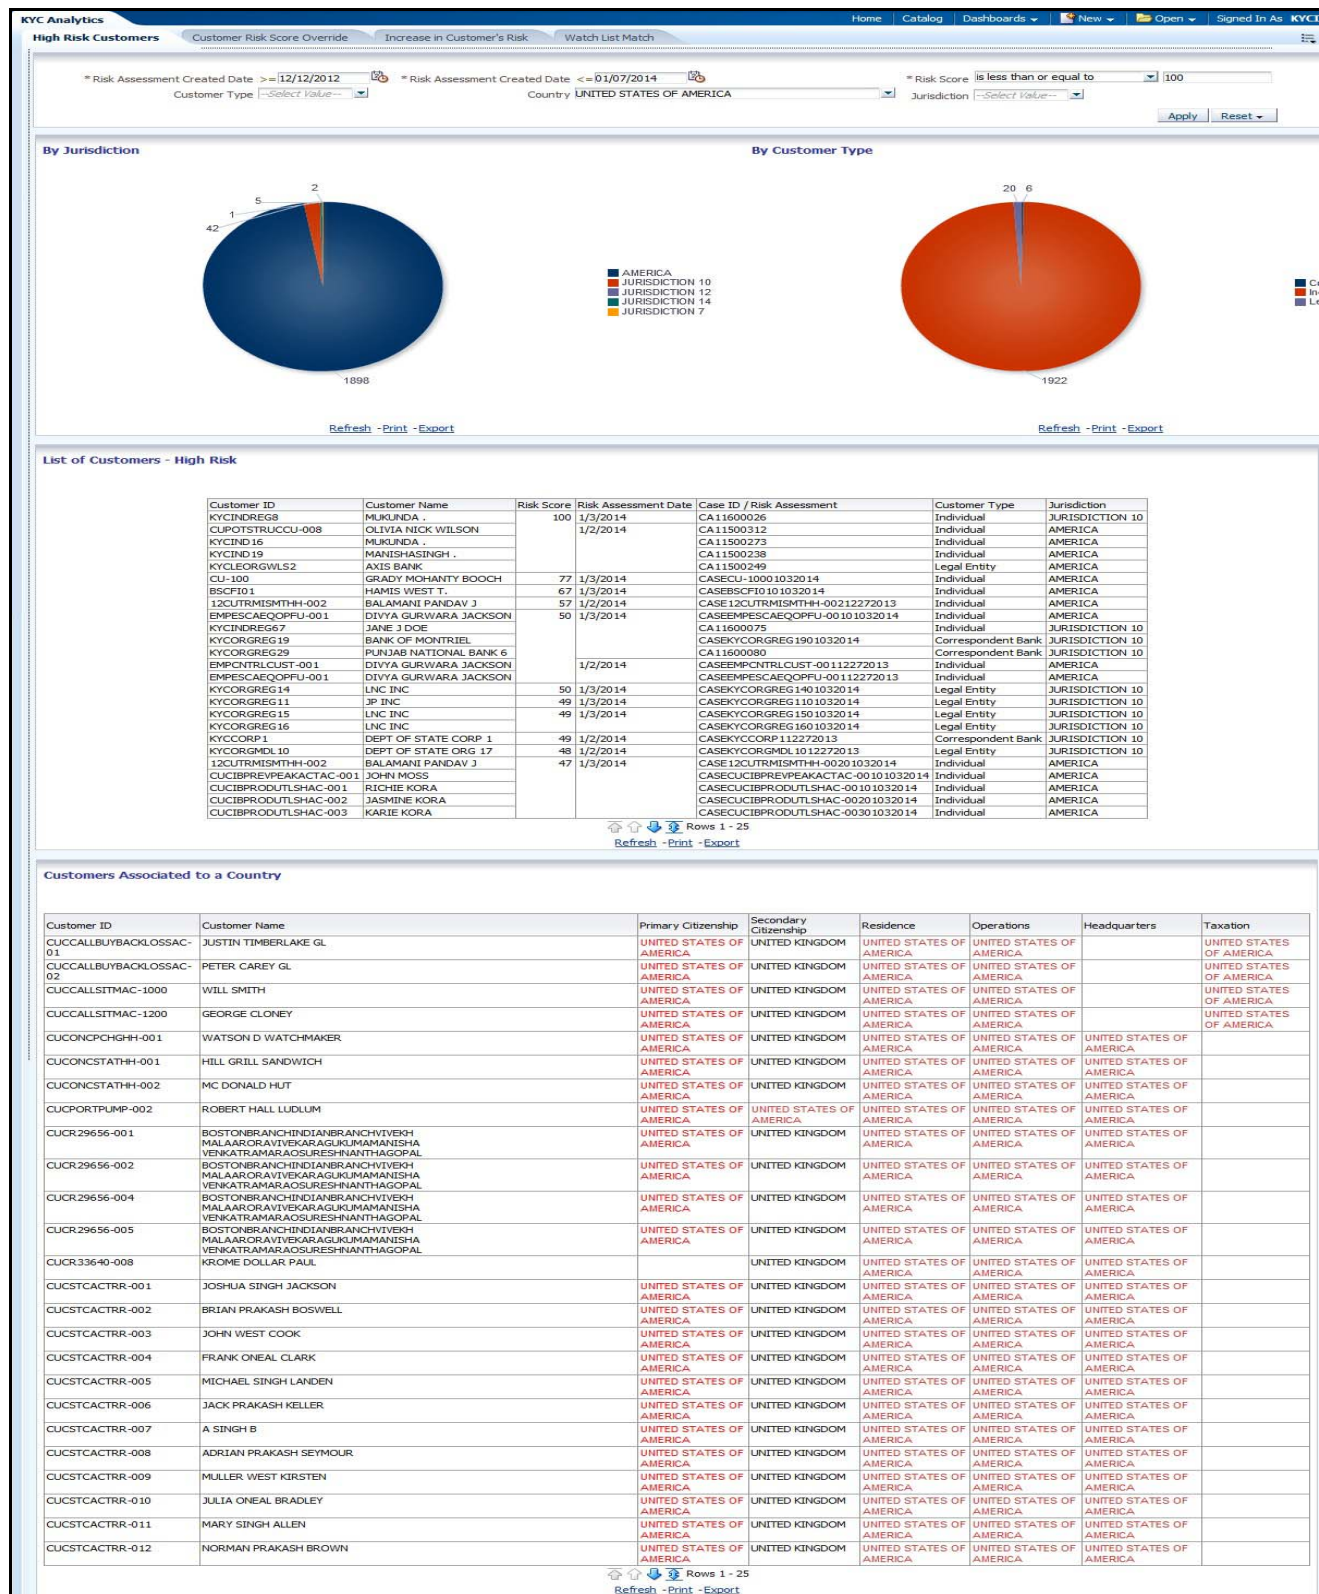 KYC Analytics
Home Catalog Dashboards New Open Signed In As KYCI
High Risk Customers Customer Risk Score Override Increase in Customer's Risk Watch List Match
* Risk Assessment Created Date >= 12/12/2012 * Risk Assessment Created Date <= 01/07/2014 * Risk Score is less than or equal to 100
Customer Type --Select Value-- Country UNITED STATES OF AMERICA Jurisdiction --Select Value--
Apply Reset
By Jurisdiction
2
5
1
42
1898
AMERICA
JURISDICTION 10
JURISDICTION 12
JURISDICTION 14
JURISDICTION 7
Refresh - Print - Export
By Customer Type
20 6
1922
Co
In
Le
Refresh - Print - Export
List of Customers - High Risk
Customer ID Customer Name Risk Score Risk Assessment Date Case ID / Risk Assessment Customer Type Jurisdiction
KYCINDREG8 MUKUNDA . 100 1/3/2014 CA11600026 Individual JURISDICTION 10
CUPOTSTRUCCU-008 OLIVIA NICK WILSON 1/2/2014 CA11500312 Individual AMERICA
KYCIND16 MUKUNDA . CA11500273 Individual AMERICA
KYCIND19 MANISHASINGH . CA11500238 Individual AMERICA
KYCLEORGWLS2 AXIS BANK CA11500249 Legal Entity AMERICA
CU-100 GRADY MOHANTY BOOCH 77 1/3/2014 CASECU-10001032014 Individual AMERICA
BSCFI01 HAMIS WEST T. 67 1/3/2014 CASEBSCFI0101032014 Individual AMERICA
12CUTRMISMTHH-002 BALAMANI PANDAV J 57 1/2/2014 CASE12CUTRMISMTHH-00212272013 Individual AMERICA
EMPESCAEQOPFU-001 DIVYA GURWARA JACKSON 50 1/3/2014 CASEEMPESCAEQOPFU-00101032014 Individual AMERICA
KYCINDREG67 JANE J DOE CA11600075 Individual JURISDICTION 10
KYCORGREG19 BANK OF MONTRIEL CASEKYCORGREG1901032014 Correspondent Bank JURISDICTION 10
KYCORGREG29 PUNJAB NATIONAL BANK 6 CA11600080 Correspondent Bank JURISDICTION 10
EMPCNTRLCUST-001 DIVYA GURWARA JACKSON 1/2/2014 CASEEMPCNTRLCUST-00112272013 Individual AMERICA
EMPESCAEQOPFU-001 DIVYA GURWARA JACKSON CASEEMPESCAEQOPFU-00112272013 Individual AMERICA
KYCORGREG14 LNC INC 50 1/3/2014 CASEKYCORGREG1401032014 Legal Entity JURISDICTION 10
KYCORGREG11 JP INC 49 1/3/2014 CASEKYCORGREG1101032014 Legal Entity JURISDICTION 10
KYCORGREG15 LNC INC 49 1/3/2014 CASEKYCORGREG1501032014 Legal Entity JURISDICTION 10
KYCORGREG16 LNC INC CASEKYCORGREG1601032014 Legal Entity JURISDICTION 10
KYCCORP1 DEPT OF STATE CORP 1 49 1/2/2014 CASEKYCCORP112272013 Correspondent Bank JURISDICTION 10
KYCORGMDL10 DEPT OF STATE ORG 17 48 1/2/2014 CASEKYCORGMDL1012272013 Legal Entity JURISDICTION 10
12CUTRMISMTHH-002 BALAMANI PANDAV J 47 1/3/2014 CASE12CUTRMISMTHH-00201032014 Individual AMERICA
CUCIBPREVPEAKACTAC-001 JOHN MOSS CASECUCIBPREVPEAKACTAC-00101032014 Individual AMERICA
CUCIBPRODUTLSHAC-001 RICHIE KORA CASECUCIBPRODUTLSHAC-00101032014 Individual AMERICA
CUCIBPRODUTLSHAC-002 JASMINE KORA CASECUCIBPRODUTLSHAC-00201032014 Individual AMERICA
CUCIBPRODUTLSHAC-003 KARIE KORA CASECUCIBPRODUTLSHAC-00301032014 Individual AMERICA
Rows 1 - 25
Refresh - Print - Export
Customers Associated to a Country
Customer ID Customer Name Primary Citizenship Secondary Citizenship Residence Operations Headquarters Taxation
CUCCALLBUYBACKLOSSAC-01 JUSTIN TIMBERLAKE GL UNITED STATES OF AMERICA UNITED KINGDOM UNITED STATES OF AMERICA UNITED STATES OF AMERICA UNITED STATES OF AMERICA
CUCCALLBUYBACKLOSSAC-02 PETER CAREY GL UNITED STATES OF AMERICA UNITED KINGDOM UNITED STATES OF AMERICA UNITED STATES OF AMERICA UNITED STATES OF AMERICA
CUCCALLSITMAC-1000 WILL SMITH UNITED STATES OF AMERICA UNITED KINGDOM UNITED STATES OF AMERICA UNITED STATES OF AMERICA UNITED STATES OF AMERICA
CUCCALLSITMAC-1200 GEORGE CLONEY UNITED STATES OF AMERICA UNITED KINGDOM UNITED STATES OF AMERICA UNITED STATES OF AMERICA UNITED STATES OF AMERICA
CUCONCPCHGHH-001 WATSON D WATCHMAKER UNITED STATES OF AMERICA UNITED KINGDOM UNITED STATES OF AMERICA UNITED STATES OF AMERICA UNITED STATES OF AMERICA
CUCONCSTATHH-001 HILL GRILL SANDWICH UNITED STATES OF AMERICA UNITED KINGDOM UNITED STATES OF AMERICA UNITED STATES OF AMERICA UNITED STATES OF AMERICA
CUCONCSTATHH-002 MC DONALD HUT UNITED STATES OF AMERICA UNITED KINGDOM UNITED STATES OF AMERICA UNITED STATES OF AMERICA UNITED STATES OF AMERICA
CUCPORTPUMP-002 ROBERT HALL LUDLUM UNITED STATES OF AMERICA UNITED STATES OF AMERICA UNITED STATES OF AMERICA UNITED STATES OF AMERICA UNITED STATES OF AMERICA
CUCR29656-001 BOSTONBRANCHINDIANBRANCHVIVEKH MALAARORAVIVEKARAGUKUMAMANISHA VENKATRAMARAOSURESHNANTHAGOPAL UNITED STATES OF AMERICA UNITED KINGDOM UNITED STATES OF AMERICA UNITED STATES OF AMERICA UNITED STATES OF AMERICA
CUCR29656-002 BOSTONBRANCHINDIANBRANCHVIVEKH MALAARORAVIVEKARAGUKUMAMANISHA VENKATRAMARAOSURESHNANTHAGOPAL UNITED STATES OF AMERICA UNITED KINGDOM UNITED STATES OF AMERICA UNITED STATES OF AMERICA UNITED STATES OF AMERICA
CUCR29656-004 BOSTONBRANCHINDIANBRANCHVIVEKH MALAARORAVIVEKARAGUKUMAMANISHA VENKATRAMARAOSURESHNANTHAGOPAL UNITED STATES OF AMERICA UNITED KINGDOM UNITED STATES OF AMERICA UNITED STATES OF AMERICA UNITED STATES OF AMERICA
CUCR29656-005 BOSTONBRANCHINDIANBRANCHVIVEKH MALAARORAVIVEKARAGUKUMAMANISHA VENKATRAMARAOSURESHNANTHAGOPAL UNITED STATES OF AMERICA UNITED KINGDOM UNITED STATES OF AMERICA UNITED STATES OF AMERICA UNITED STATES OF AMERICA
CUCR33640-008 KROME DOLLAR PAUL UNITED KINGDOM UNITED STATES OF AMERICA UNITED STATES OF AMERICA UNITED STATES OF AMERICA
CUCSTCACTRR-001 JOSHUA SINGH JACKSON UNITED STATES OF AMERICA UNITED KINGDOM UNITED STATES OF AMERICA UNITED STATES OF AMERICA UNITED STATES OF AMERICA
CUCSTCACTRR-002 BRIAN PRAKASH BOSWELL UNITED STATES OF AMERICA UNITED KINGDOM UNITED STATES OF AMERICA UNITED STATES OF AMERICA UNITED STATES OF AMERICA
CUCSTCACTRR-003 JOHN WEST COOK UNITED STATES OF AMERICA UNITED KINGDOM UNITED STATES OF AMERICA UNITED STATES OF AMERICA UNITED STATES OF AMERICA
CUCSTCACTRR-004 FRANK ONEAL CLARK UNITED STATES OF AMERICA UNITED KINGDOM UNITED STATES OF AMERICA UNITED STATES OF AMERICA UNITED STATES OF AMERICA
CUCSTCACTRR-005 MICHAEL SINGH LANDEN UNITED STATES OF AMERICA UNITED KINGDOM UNITED STATES OF AMERICA UNITED STATES OF AMERICA UNITED STATES OF AMERICA
CUCSTCACTRR-006 JACK PRAKASH KELLER UNITED STATES OF AMERICA UNITED KINGDOM UNITED STATES OF AMERICA UNITED STATES OF AMERICA UNITED STATES OF AMERICA
CUCSTCACTRR-007 A SINGH B UNITED STATES OF AMERICA UNITED KINGDOM UNITED STATES OF AMERICA UNITED STATES OF AMERICA UNITED STATES OF AMERICA
CUCSTCACTRR-008 ADRIAN PRAKASH SEYMOUR UNITED STATES OF AMERICA UNITED KINGDOM UNITED STATES OF AMERICA UNITED STATES OF AMERICA UNITED STATES OF AMERICA
CUCSTCACTRR-009 MULLER WEST KIRSTEN UNITED STATES OF AMERICA UNITED KINGDOM UNITED STATES OF AMERICA UNITED STATES OF AMERICA UNITED STATES OF AMERICA
CUCSTCACTRR-010 JULIA ONEAL BRADLEY UNITED STATES OF AMERICA UNITED KINGDOM UNITED STATES OF AMERICA UNITED STATES OF AMERICA UNITED STATES OF AMERICA
CUCSTCACTRR-011 MARY SINGH ALLEN UNITED STATES OF AMERICA UNITED KINGDOM UNITED STATES OF AMERICA UNITED STATES OF AMERICA UNITED STATES OF AMERICA
CUCSTCACTRR-012 NORMAN PRAKASH BROWN UNITED STATES OF AMERICA UNITED KINGDOM UNITED STATES OF AMERICA UNITED STATES OF AMERICA UNITED STATES OF AMERICA
Rows 1 - 25
Refresh - Print - Export